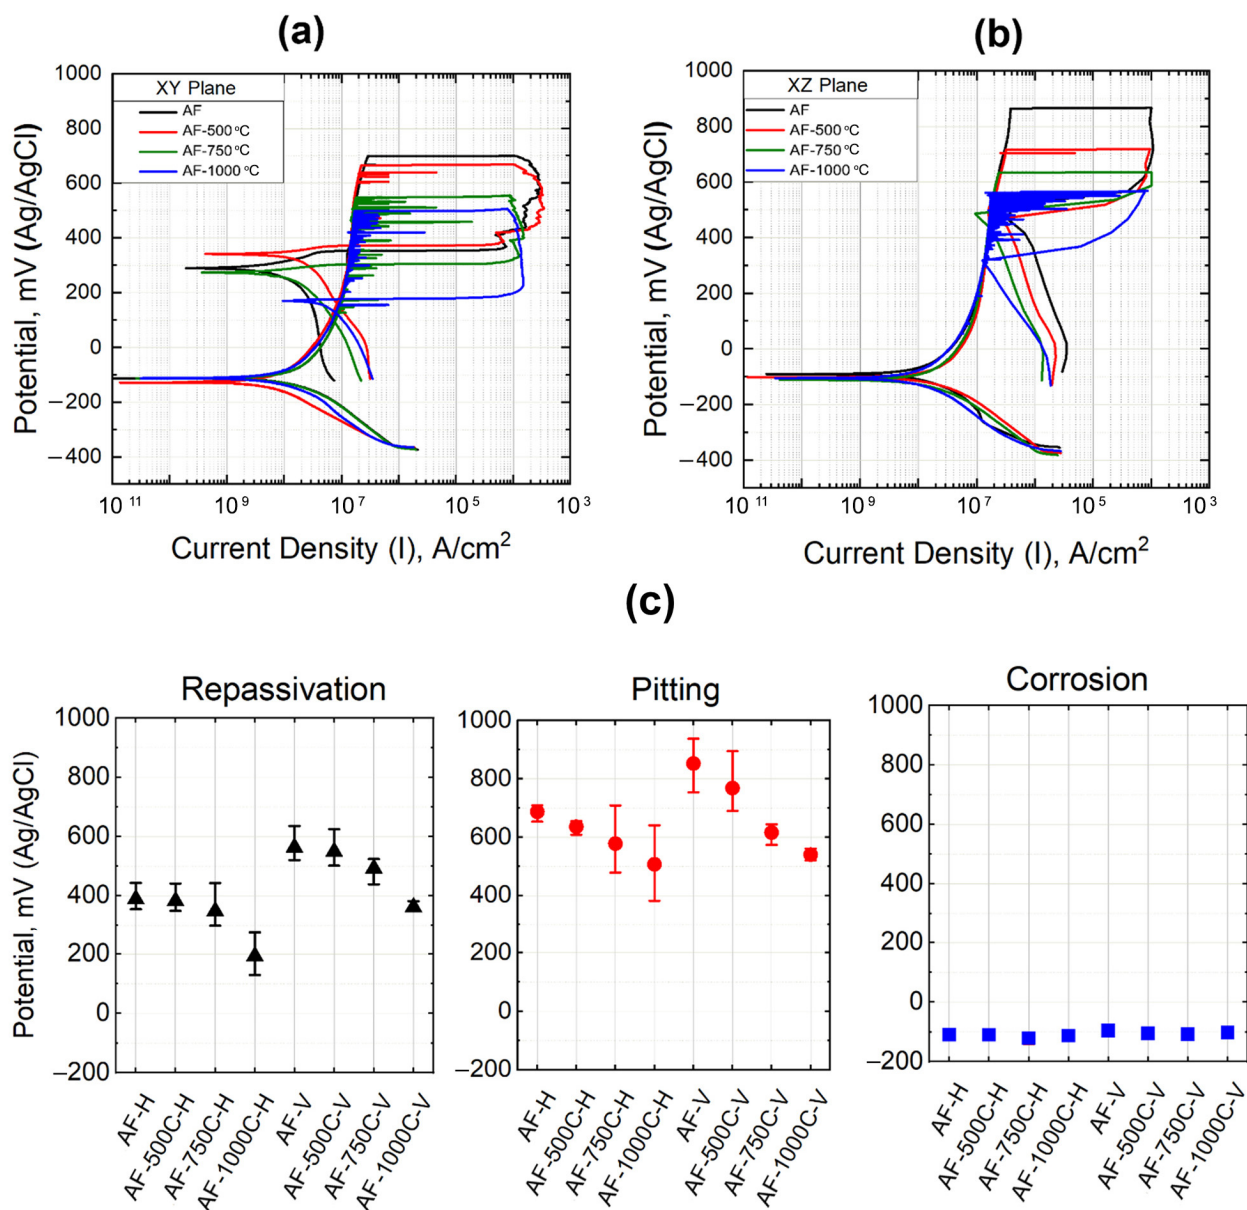 (a)
(b)
XY Plane
AF
AF-500 °C
AF-750 °C
AF-1000 °C
1000
800
600
400
200
0
−200
−400
Potential, mV (Ag/AgCl)
10 11
10 9
10 7
10 5
10 3
Current Density (I), A/cm²
XZ Plane
AF
AF-500 °C
AF-750 °C
AF-1000 °C
1000
800
600
400
200
0
−200
−400
Potential, mV (Ag/AgCl)
10 11
10 9
10 7
10 5
10 3
Current Density (I), A/cm²
(c)
Repassivation
1000
800
600
400
200
0
−200
Potential, mV (Ag/AgCl)
AF-H
AF-500C-H
AF-750C-H
AF-1000C-H
AF-V
AF-500C-V
AF-750C-V
AF-1000C-V
Pitting
1000
800
600
400
200
0
−200
AF-H
AF-500C-H
AF-750C-H
AF-1000C-H
AF-V
AF-500C-V
AF-750C-V
AF-1000C-V
Corrosion
1000
800
600
400
200
0
−200
AF-H
AF-500C-H
AF-750C-H
AF-1000C-H
AF-V
AF-500C-V
AF-750C-V
AF-1000C-V